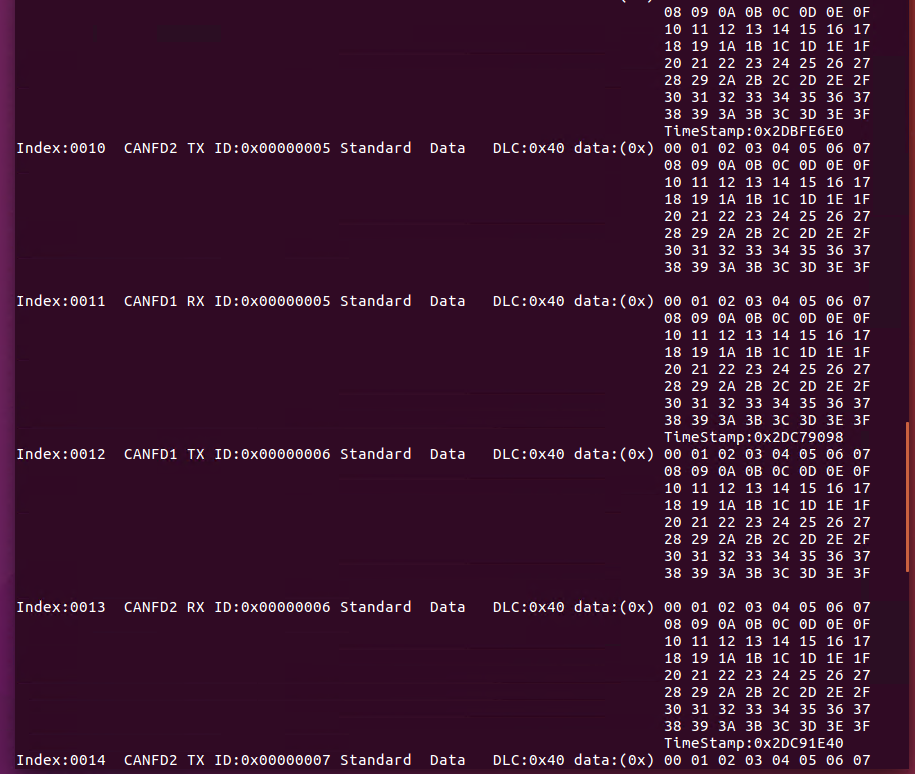 08 09 0A 0B 0C 0D 0E 0F
10 11 12 13 14 15 16 17
18 19 1A 1B 1C 1D 1E 1F
20 21 22 23 24 25 26 27
28 29 2A 2B 2C 2D 2E 2F
30 31 32 33 34 35 36 37
38 39 3A 3B 3C 3D 3E 3F
TimeStamp:0x2DBFE6E0
Index:0010  CANFD2 TX ID:0x00000005 Standard  Data   DLC:0x40 data:(0x) 00 01 02 03 04 05 06 07
08 09 0A 0B 0C 0D 0E 0F
10 11 12 13 14 15 16 17
18 19 1A 1B 1C 1D 1E 1F
20 21 22 23 24 25 26 27
28 29 2A 2B 2C 2D 2E 2F
30 31 32 33 34 35 36 37
38 39 3A 3B 3C 3D 3E 3F
Index:0011  CANFD1 RX ID:0x00000005 Standard  Data   DLC:0x40 data:(0x) 00 01 02 03 04 05 06 07
08 09 0A 0B 0C 0D 0E 0F
10 11 12 13 14 15 16 17
18 19 1A 1B 1C 1D 1E 1F
20 21 22 23 24 25 26 27
28 29 2A 2B 2C 2D 2E 2F
30 31 32 33 34 35 36 37
38 39 3A 3B 3C 3D 3E 3F
TimeStamp:0x2DC79098
Index:0012  CANFD1 TX ID:0x00000006 Standard  Data   DLC:0x40 data:(0x) 00 01 02 03 04 05 06 07
08 09 0A 0B 0C 0D 0E 0F
10 11 12 13 14 15 16 17
18 19 1A 1B 1C 1D 1E 1F
20 21 22 23 24 25 26 27
28 29 2A 2B 2C 2D 2E 2F
30 31 32 33 34 35 36 37
38 39 3A 3B 3C 3D 3E 3F
Index:0013  CANFD2 RX ID:0x00000006 Standard  Data   DLC:0x40 data:(0x) 00 01 02 03 04 05 06 07
08 09 0A 0B 0C 0D 0E 0F
10 11 12 13 14 15 16 17
18 19 1A 1B 1C 1D 1E 1F
20 21 22 23 24 25 26 27
28 29 2A 2B 2C 2D 2E 2F
30 31 32 33 34 35 36 37
38 39 3A 3B 3C 3D 3E 3F
TimeStamp:0x2DC91E40
Index:0014  CANFD2 TX ID:0x00000007 Standard  Data   DLC:0x40 data:(0x) 00 01 02 03 04 05 06 07